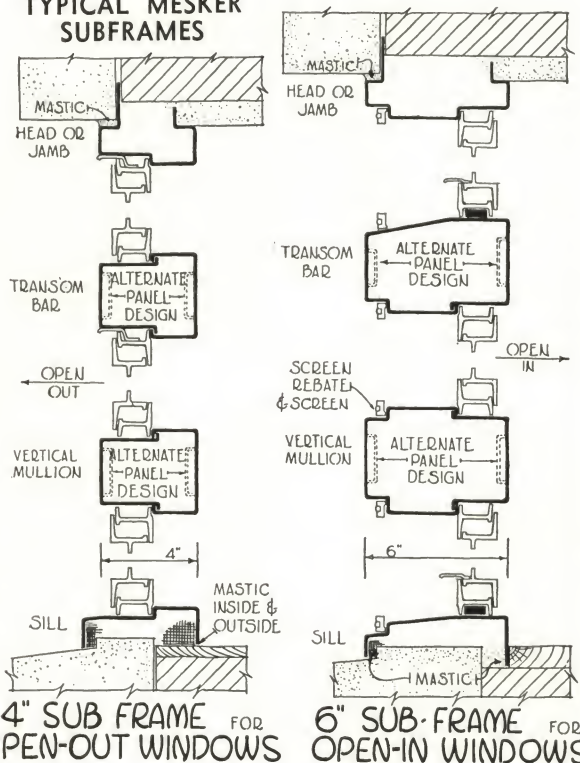 TYPICAL MESKER
SUBFRAMES
MASTIC
HEAD OR
JAMB
TRANSOM
BAR
ALTERNATE
PANEL
DESIGN
OPEN
OUT
VERTICAL
MULLION
ALTERNATE
PANEL
DESIGN
4"
SILL
MASTIC
INSIDE &
OUTSIDE
4" SUB FRAME FOR
PEN-OUT WINDOWS
MASTIC
HEAD OR
JAMB
TRANSOM
BAR
ALTERNATE
PANEL
DESIGN
OPEN
IN
SCREEN
REBATE
& SCREEN
VERTICAL
MULLION
ALTERNATE
PANEL
DESIGN
6"
SILL
MASTIC
6" SUB-FRAME FOR
OPEN-IN WINDOWS